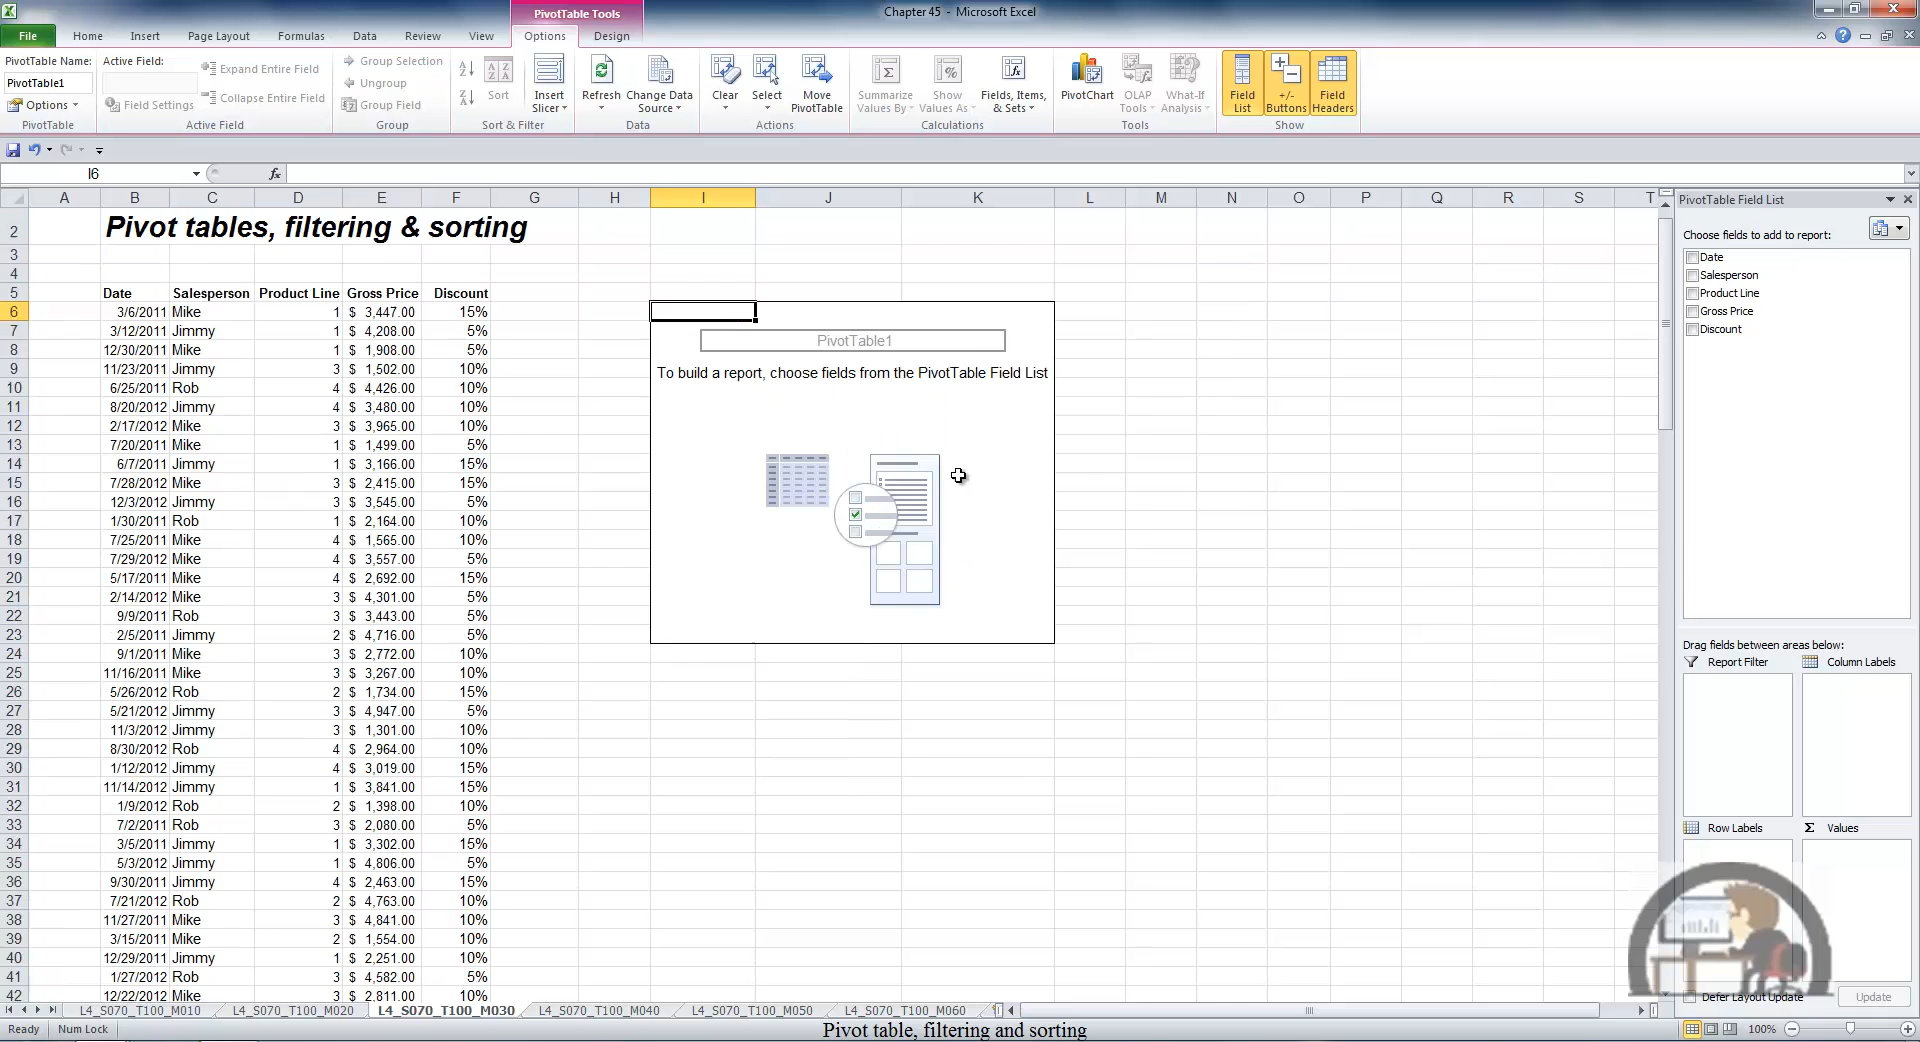 PivotTable Tools
Chapter 45 - Microsoft Excel
File Home Insert Page Layout Formulas Data Review View Options Design
PivotTable Name: Active Field: Expand Entire Field Group Selection
PivotTable1 Collapse Entire Field Ungroup
Options Field Settings Group Field
Sort Insert Slicer Refresh Change Data Source Clear Select Move PivotTable Summarize Values By Show Values As Fields, Items, & Sets PivotChart OLAP Tools What-If Analysis Field List +/- Buttons Field Headers
PivotTable Active Field Group Sort & Filter Data Actions Calculations Tools Show
I6 fx
A B C D E F G H I J K L M N O P Q R S T
2 Pivot tables, filtering & sorting
3
4
5 Date Salesperson Product Line Gross Price Discount
6 3/6/2011 Mike 1 $ 3,447.00 15%
7 3/12/2011 Jimmy 1 $ 4,208.00 5%
8 12/30/2011 Mike 1 $ 1,908.00 5%
9 11/23/2011 Jimmy 3 $ 1,502.00 10%
10 6/25/2011 Rob 4 $ 4,426.00 10%
11 8/20/2012 Jimmy 4 $ 3,480.00 10%
12 2/17/2012 Mike 3 $ 3,965.00 10%
13 7/20/2011 Mike 1 $ 1,499.00 5%
14 6/7/2011 Jimmy 1 $ 3,166.00 15%
15 7/28/2012 Mike 3 $ 2,415.00 15%
16 12/3/2012 Jimmy 3 $ 3,545.00 5%
17 1/30/2011 Rob 1 $ 2,164.00 10%
18 7/25/2011 Mike 4 $ 1,565.00 10%
19 7/29/2012 Mike 4 $ 3,557.00 5%
20 5/17/2011 Mike 4 $ 2,692.00 15%
21 2/14/2012 Mike 3 $ 4,301.00 5%
22 9/9/2011 Rob 3 $ 3,443.00 5%
23 2/5/2011 Jimmy 2 $ 4,716.00 5%
24 9/1/2011 Mike 3 $ 2,772.00 10%
25 11/16/2011 Mike 3 $ 3,267.00 10%
26 5/26/2012 Rob 2 $ 1,734.00 15%
27 5/21/2012 Jimmy 3 $ 4,947.00 5%
28 11/3/2012 Jimmy 3 $ 1,301.00 10%
29 8/30/2012 Rob 4 $ 2,964.00 10%
30 1/12/2012 Jimmy 4 $ 3,019.00 15%
31 11/14/2012 Jimmy 1 $ 3,841.00 15%
32 1/9/2012 Rob 2 $ 1,398.00 10%
33 7/2/2011 Rob 3 $ 2,080.00 5%
34 3/5/2011 Jimmy 1 $ 3,302.00 15%
35 5/3/2012 Jimmy 1 $ 4,806.00 5%
36 9/30/2011 Jimmy 4 $ 2,463.00 15%
37 7/21/2012 Rob 2 $ 4,763.00 10%
38 11/27/2011 Mike 3 $ 4,841.00 10%
39 3/15/2011 Mike 2 $ 1,554.00 10%
40 12/29/2011 Jimmy 1 $ 2,251.00 10%
41 1/27/2012 Rob 3 $ 4,582.00 5%
42 12/22/2012 Mike 3 $ 2,811.00 10%
PivotTable1
To build a report, choose fields from the PivotTable Field List
PivotTable Field List
Choose fields to add to report:
Date
Salesperson
Product Line
Gross Price
Discount
Drag fields between areas below:
Report Filter Column Labels
Row Labels Σ Values
Defer Layout Update Update
L4_S070_T100_M010 L4_S070_T100_M020 L4_S070_T100_M030 L4_S070_T100_M040 L4_S070_T100_M050 L4_S070_T100_M060
Ready Num Lock 100%
Pivot table, filtering and sorting